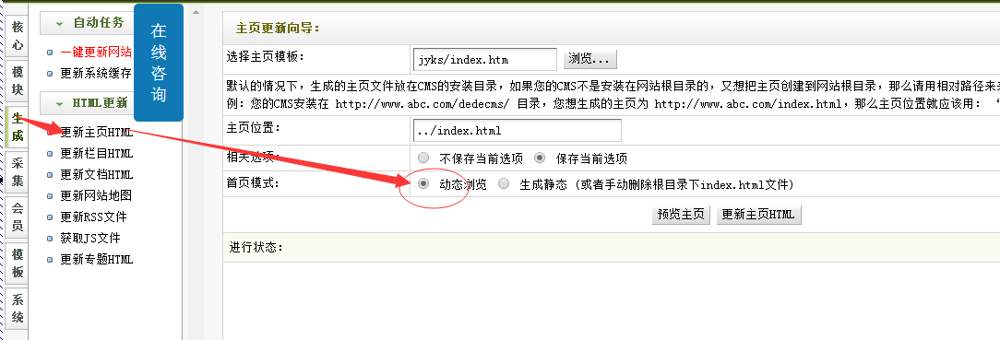 核心
模块
生成
采集
会员
模板
系统
自动任务
一键更新网站
更新系统缓存
HTML更新
更新主页HTML
更新栏目HTML
更新文档HTML
更新网站地图
更新RSS文件
获取JS文件
更新专题HTML
在线咨询
主页更新向导：
选择主页模板： jyks/index.htm 浏览...
默认的情况下，生成的主页文件放在CMS的安装目录，如果您的CMS不是安装在网站根目录的，又想把主页创建到网站根目录，那么请用相对路径来
例：您的CMS安装在 http://www.abc.com/dedecms/ 目录，您想生成的主页为 http://www.abc.com/index.html，那么主页位置就应该用： “
主页位置： ../index.html
相关选项： 不保存当前选项 保存当前选项
首页模式： 动态浏览 生成静态 (或者手动删除根目录下index.html文件)
预览主页 更新主页HTML
进行状态：